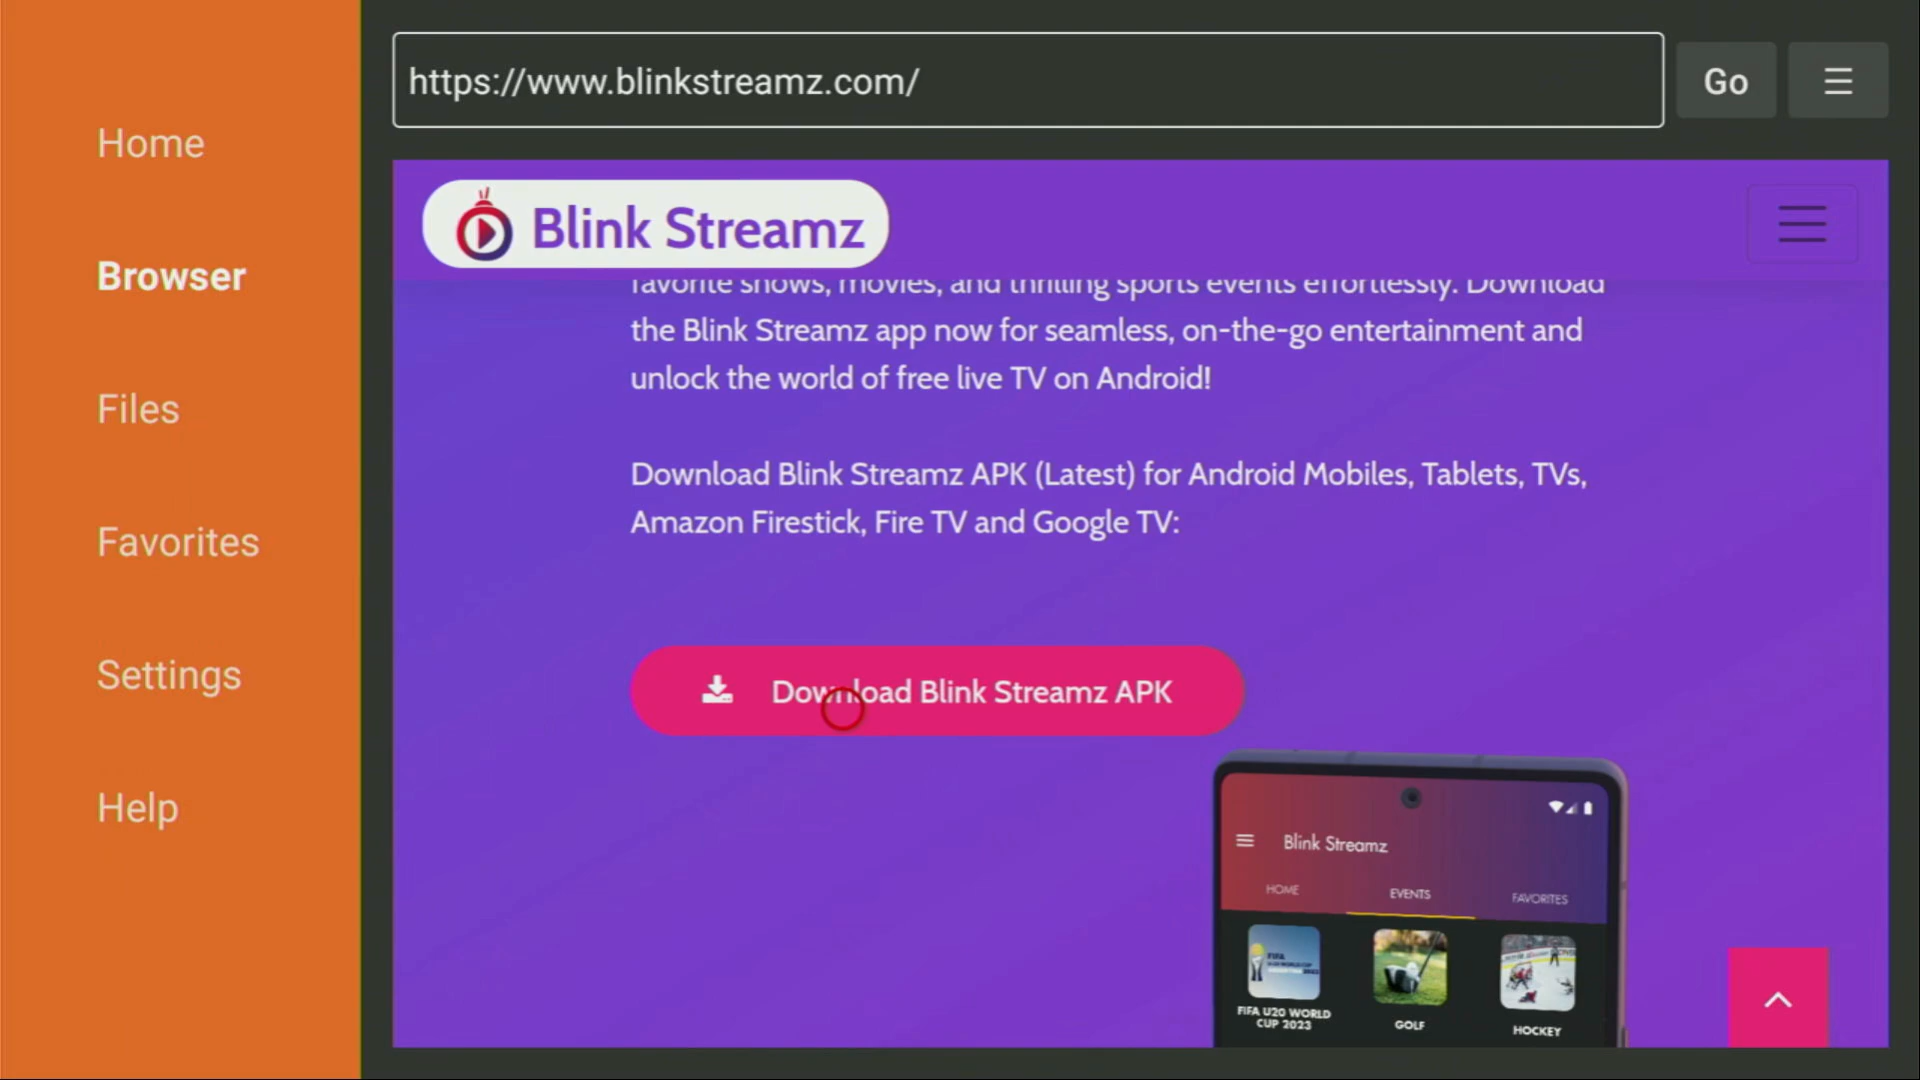 Home
Browser
Files
Favorites
Settings
Help
https://www.blinkstreamz.com/
Go
Blink Streamz
favorite shows, movies, and thrilling sports events effortlessly. Download
the Blink Streamz app now for seamless, on-the-go entertainment and
unlock the world of free live TV on Android!
Download Blink Streamz APK (Latest) for Android Mobiles, Tablets, TVs,
Amazon Firestick, Fire TV and Google TV:
Download Blink Streamz APK
Blink Streamz
HOME
EVENTS
FAVORITES
FIFA U20 WORLD
CUP 2023
GOLF
HOCKEY